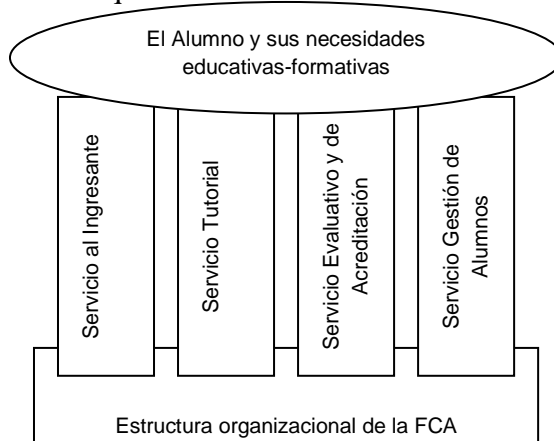 El Alumno y sus necesidades
educativas-formativas
Servicio al Ingresante
Servicio Tutorial
Servicio Evaluativo y de
Acreditación
Servicio Gestión de
Alumnos
Estructura organizacional de la FCA